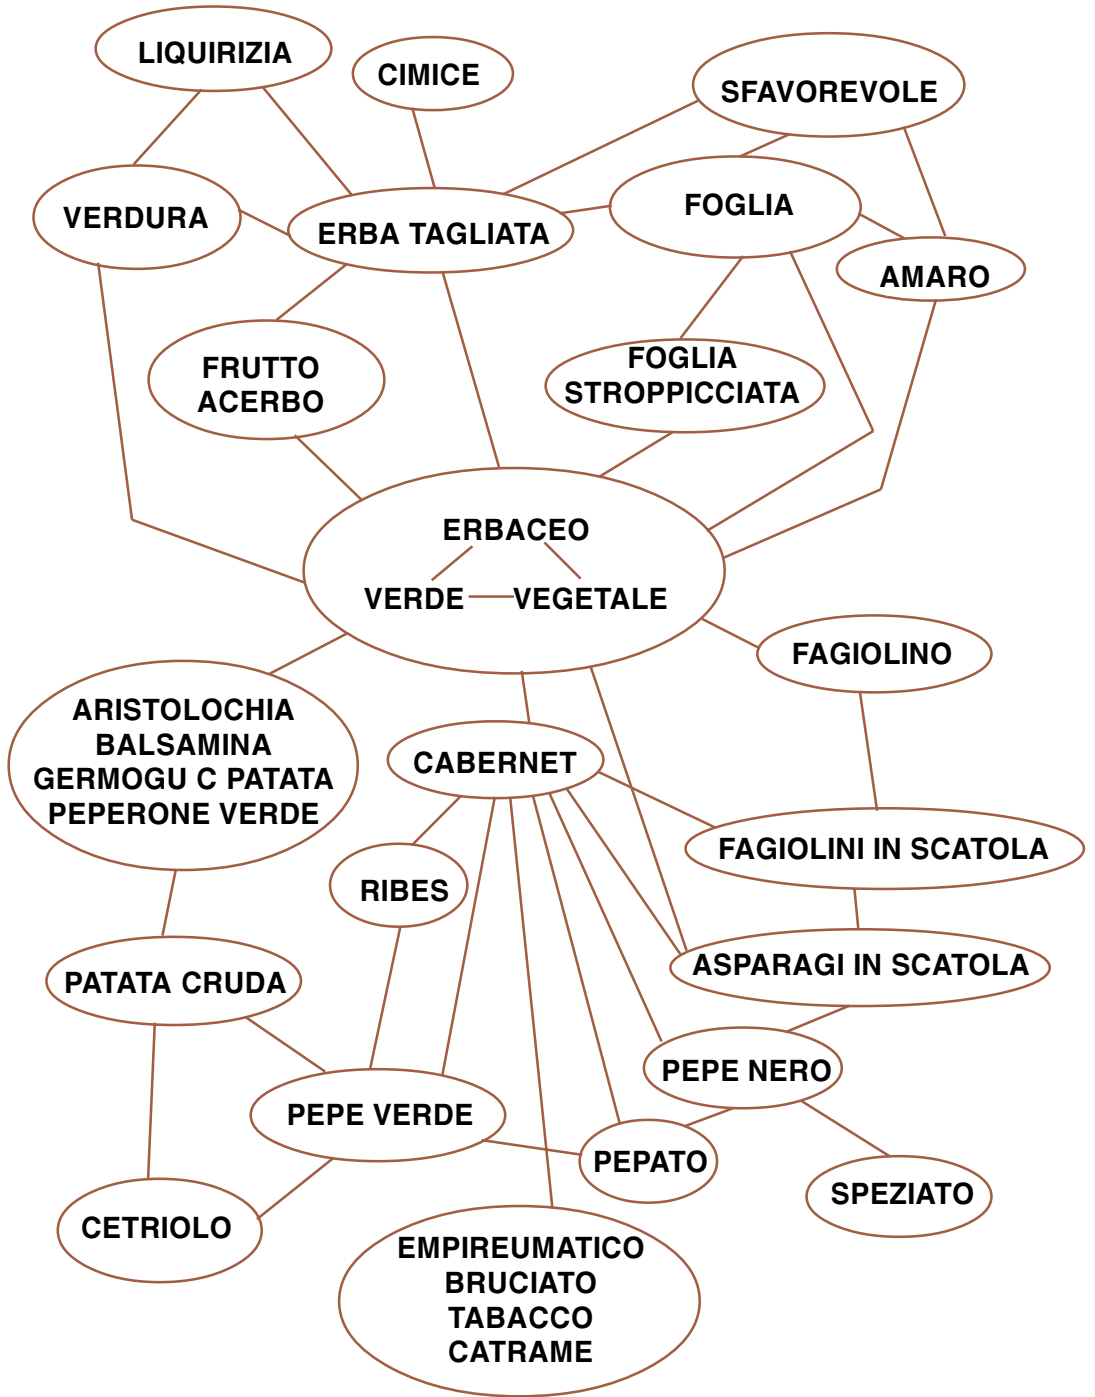 LIQUIRIZIA
CIMICE
SFAVOREVOLE
VERDURA
ERBA TAGLIATA
FOGLIA
AMARO
FRUTTO
ACERBO
FOGLIA
STROPPICCIATA
ERBACEO
VERDE
VEGETALE
FAGIOLINO
ARISTOLOCHIA
BALSAMINA
GERMOGU C PATATA
PEPERONE VERDE
CABERNET
FAGIOLINI IN SCATOLA
RIBES
ASPARAGI IN SCATOLA
PATATA CRUDA
PEPE NERO
PEPE VERDE
PEPATO
SPEZIATO
CETRIOLO
EMPIREUMATICO
BRUCIATO
TABACCO
CATRAME